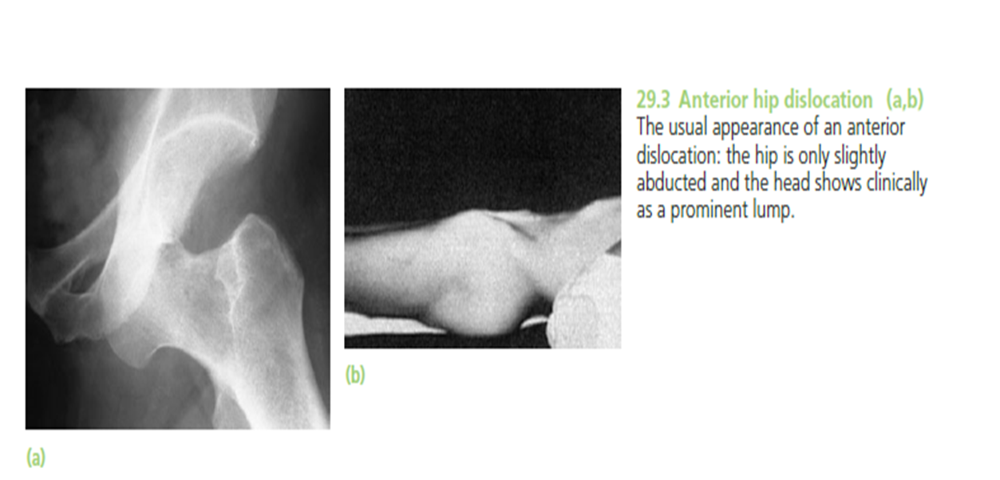 29.3 Anterior hip dislocation (a,b)
The usual appearance of an anterior
dislocation: the hip is only slightly
abducted and the head shows clinically
as a prominent lump.
(b)
(a)